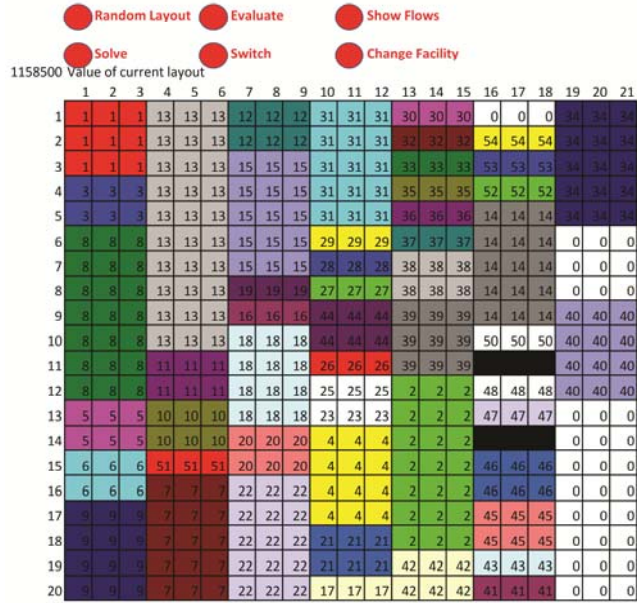 Random Layout Evaluate Show Flows
Solve Switch Change Facility
1158500 Value of current layout
1 2 3 4 5 6 7 8 9 10 11 12 13 14 15 16 17 18 19 20 21
1 1 1 1 13 13 13 12 12 12 31 31 31 30 30 30 0 0 0 34 34 34
2 1 1 1 13 13 13 12 12 12 31 31 31 32 32 32 54 54 54 34 34 34
3 1 1 1 13 13 13 15 15 15 31 31 31 33 33 33 53 53 53 34 34 34
4 3 3 3 13 13 13 15 15 15 31 31 31 35 35 35 52 52 52 34 34 34
5 3 3 3 13 13 13 15 15 15 31 31 31 36 36 36 14 14 14 34 34 34
6 8 8 8 13 13 13 15 15 15 29 29 29 37 37 37 14 14 14 0 0 0
7 8 8 8 13 13 13 15 15 15 28 28 28 38 38 38 14 14 14 0 0 0
8 8 8 8 13 13 13 19 19 19 27 27 27 38 38 38 14 14 14 0 0 0
9 8 8 8 13 13 13 16 16 16 44 44 44 39 39 39 14 14 14 40 40 40
10 8 8 8 13 13 13 18 18 18 44 44 44 39 39 39 50 50 50 40 40 40
11 8 8 8 11 11 11 18 18 18 26 26 26 39 39 39 40 40 40
12 8 8 8 11 11 11 18 18 18 25 25 25 2 2 2 48 48 48 40 40 40
13 5 5 5 10 10 10 18 18 18 23 23 23 2 2 2 47 47 47 0 0 0
14 5 5 5 10 10 10 20 20 20 4 4 4 2 2 2 0 0 0
15 6 6 6 51 51 51 20 20 20 4 4 4 2 2 2 46 46 46 0 0 0
16 6 6 6 7 7 7 22 22 22 4 4 4 2 2 2 46 46 46 0 0 0
17 9 9 9 7 7 7 22 22 22 4 4 4 2 2 2 45 45 45 0 0 0
18 9 9 9 7 7 7 22 22 22 21 21 21 2 2 2 45 45 45 0 0 0
19 9 9 9 7 7 7 22 22 22 21 21 21 42 42 42 43 43 43 0 0 0
20 9 9 9 7 7 7 22 22 22 17 17 17 42 42 42 41 41 41 0 0 0